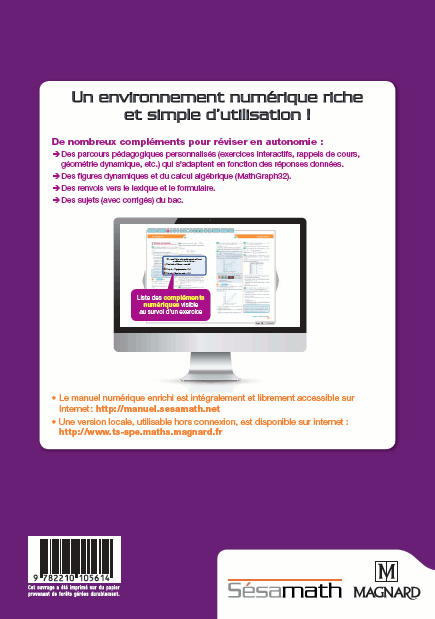 Un environnement numérique riche
et simple d'utilisation !
De nombreux compléments pour réviser en autonomie :
➔ Des parcours pédagogiques personnalisés (exercices interactifs, rappels de cours,
géométrie dynamique, etc.) qui s'adaptent en fonction des réponses données.
➔ Des figures dynamiques et du calcul algébrique (MathGraph32).
➔ Des renvois vers le lexique et le formulaire.
➔ Des sujets (avec corrigés) du bac.
Liste des compléments
numériques visible
au survol d'un exercice
• Le manuel numérique enrichi est intégralement et librement accessible sur
Internet : http://manuel.sesamath.net
• Une version locale, utilisable hors connexion, est disponible sur internet :
http://www.ts-spe.maths.magnard.fr
9 782210 105614
Cet ouvrage a été imprimé sur du papier
provenant de forêts gérées durablement.
Sésamath
M
MAGNARD